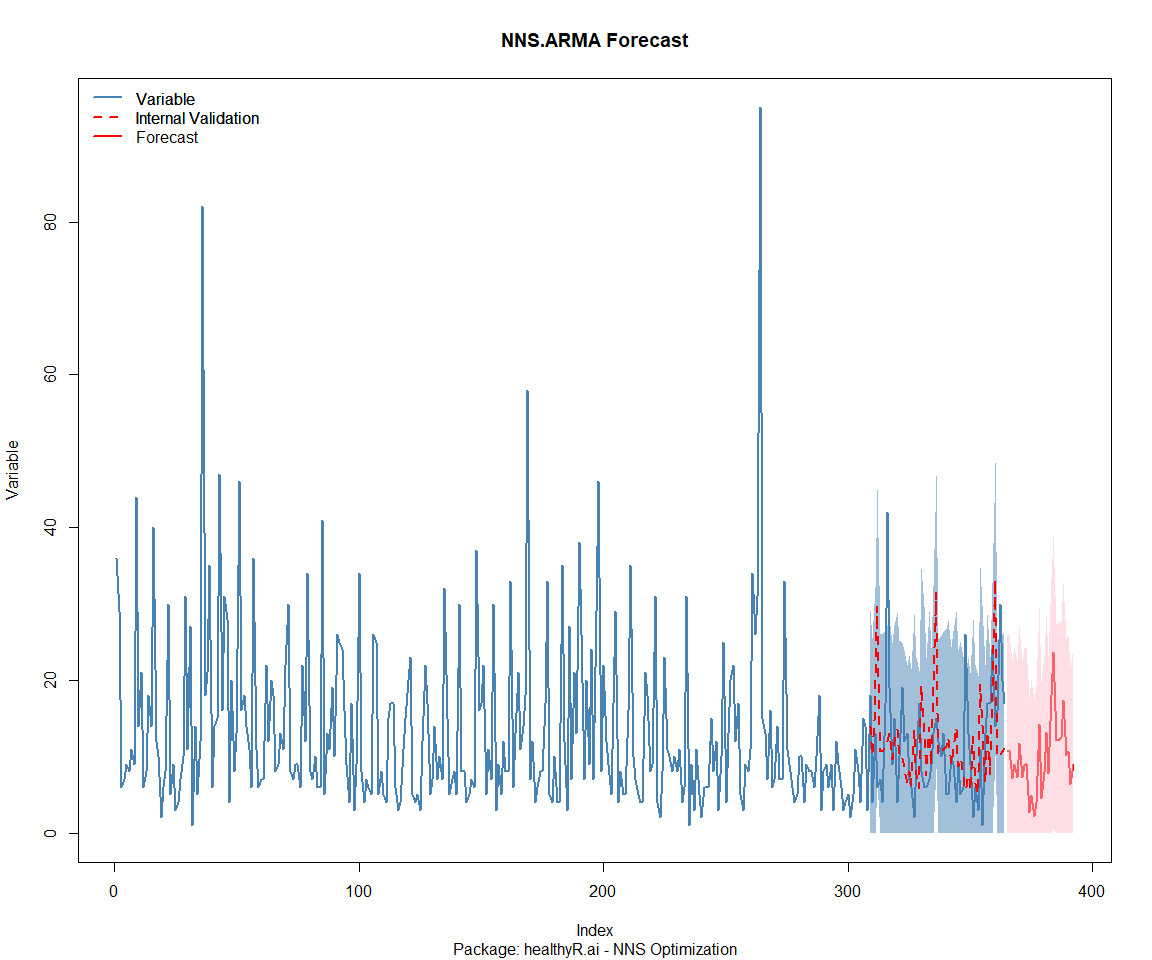 NNS.ARMA Forecast
Variable
Internal Validation
Forecast
Variable
80
60
40
20
0
0 100 200 300 400
Index
Package: healthyR.ai - NNS Optimization